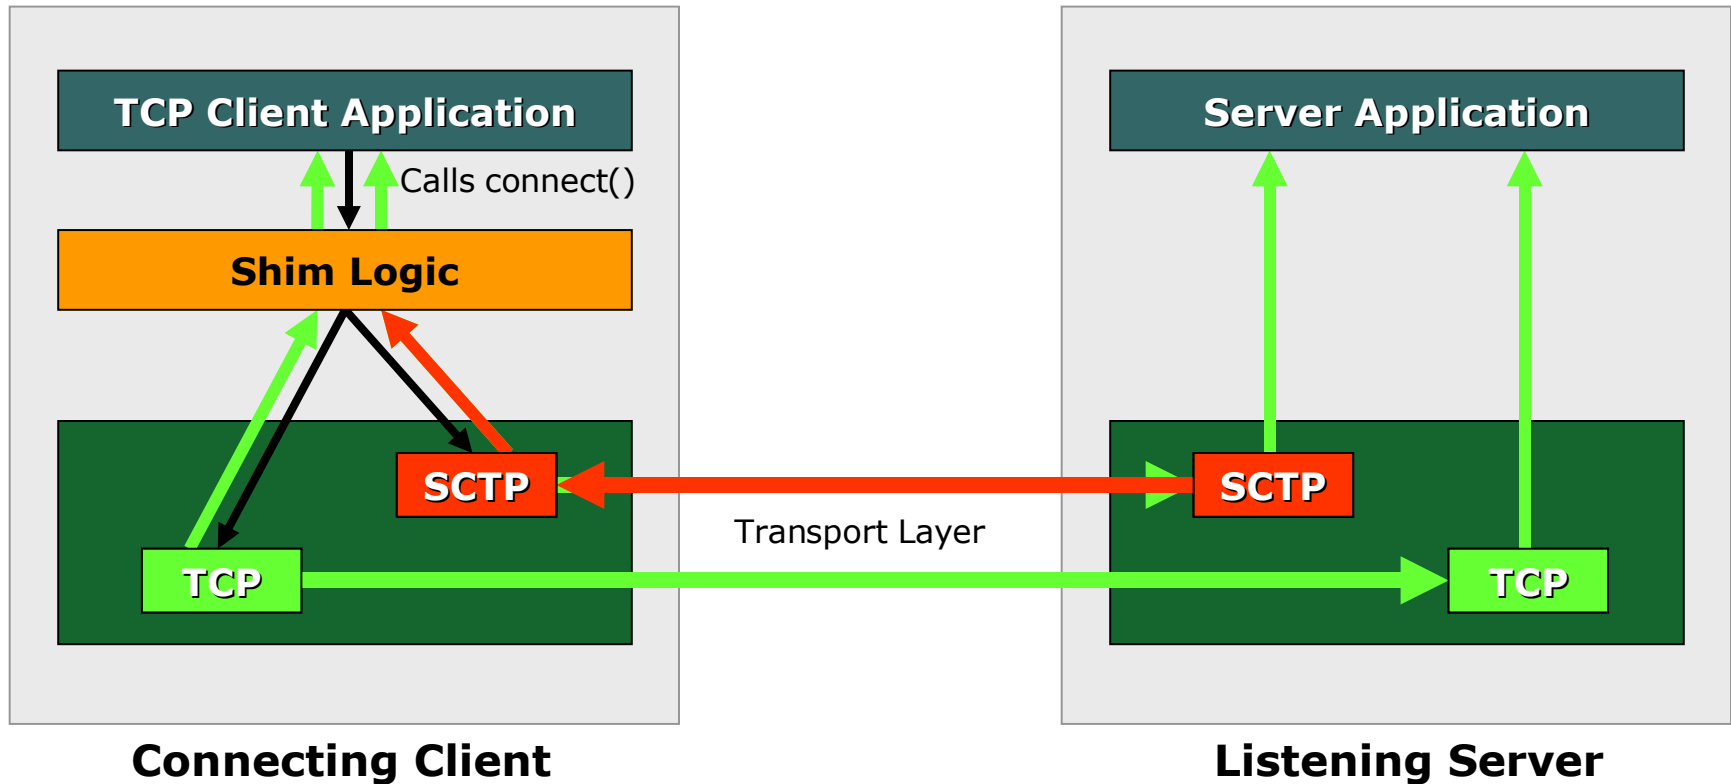 TCP Client Application
Calls connect()
Shim Logic
SCTP
TCP
Connecting Client
Transport Layer
Server Application
SCTP
TCP
Listening Server